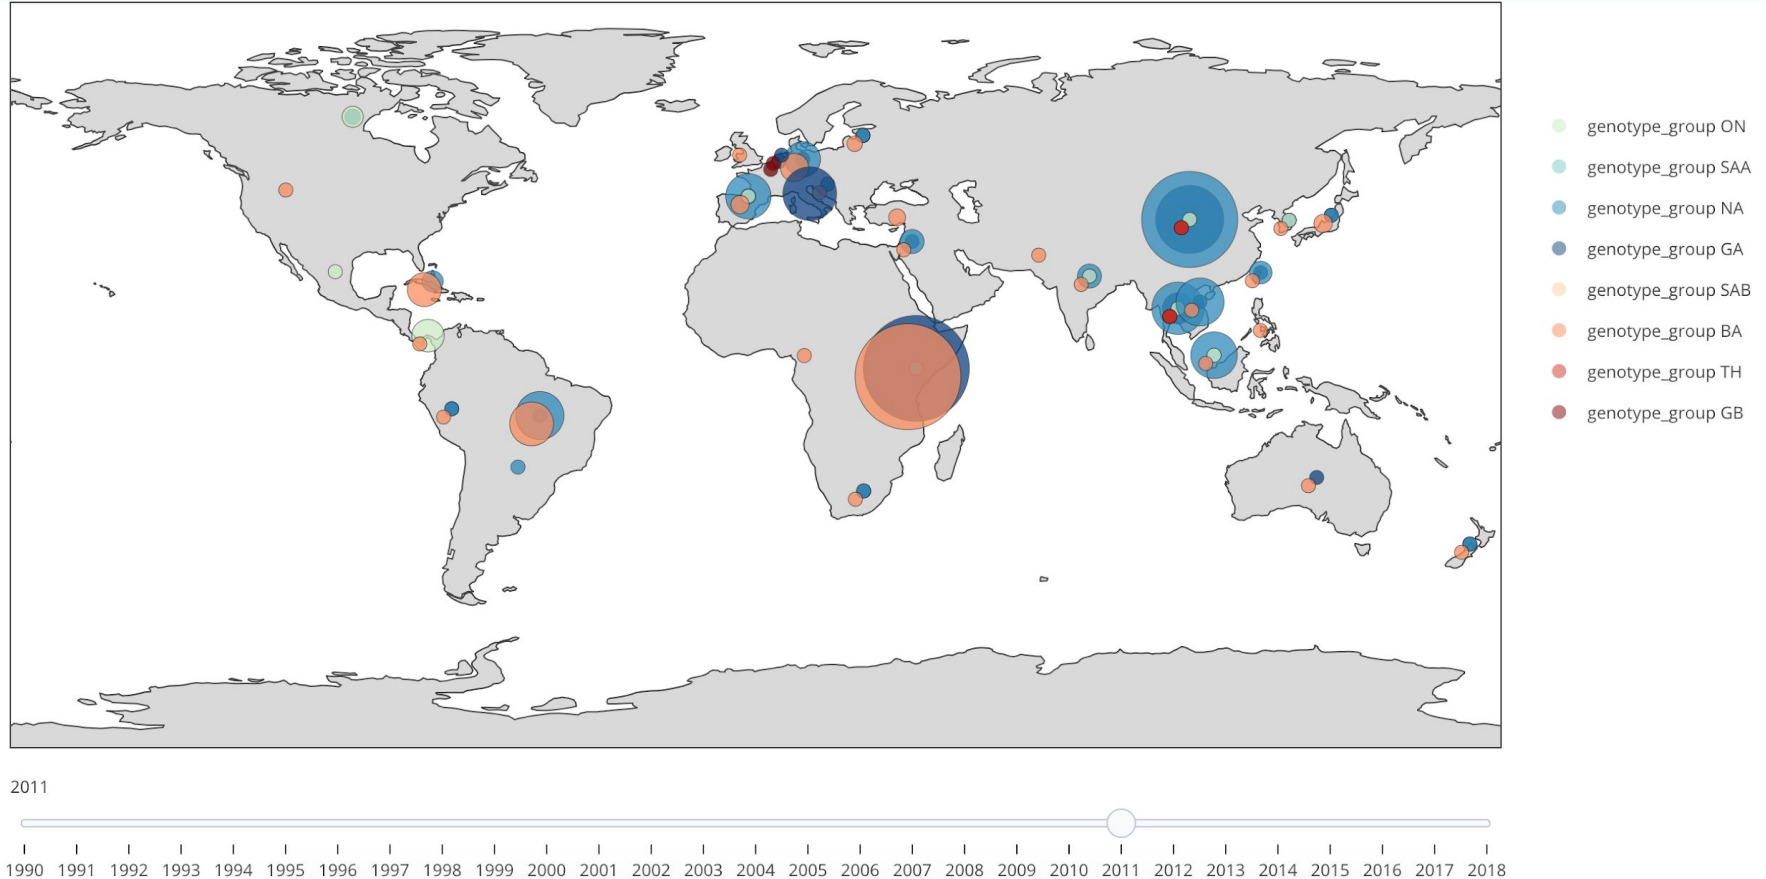 genotype_group ON
genotype_group SAA
genotype_group NA
genotype_group GA
genotype_group SAB
genotype_group BA
genotype_group TH
genotype_group GB
2011
1990 1991 1992 1993 1994 1995 1996 1997 1998 1999 2000 2001 2002 2003 2004 2005 2006 2007 2008 2009 2010 2011 2012 2013 2014 2015 2016 2017 2018